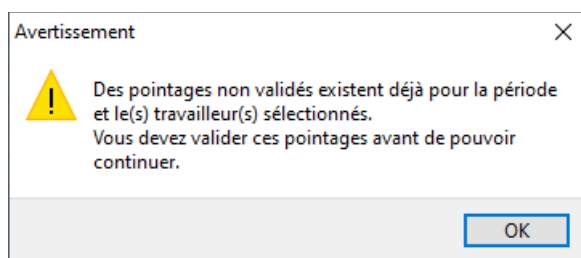 Avertissement
Des pointages non validés existent déjà pour la période
et le(s) travailleur(s) sélectionnés.
Vous devez valider ces pointages avant de pouvoir
continuer.
OK